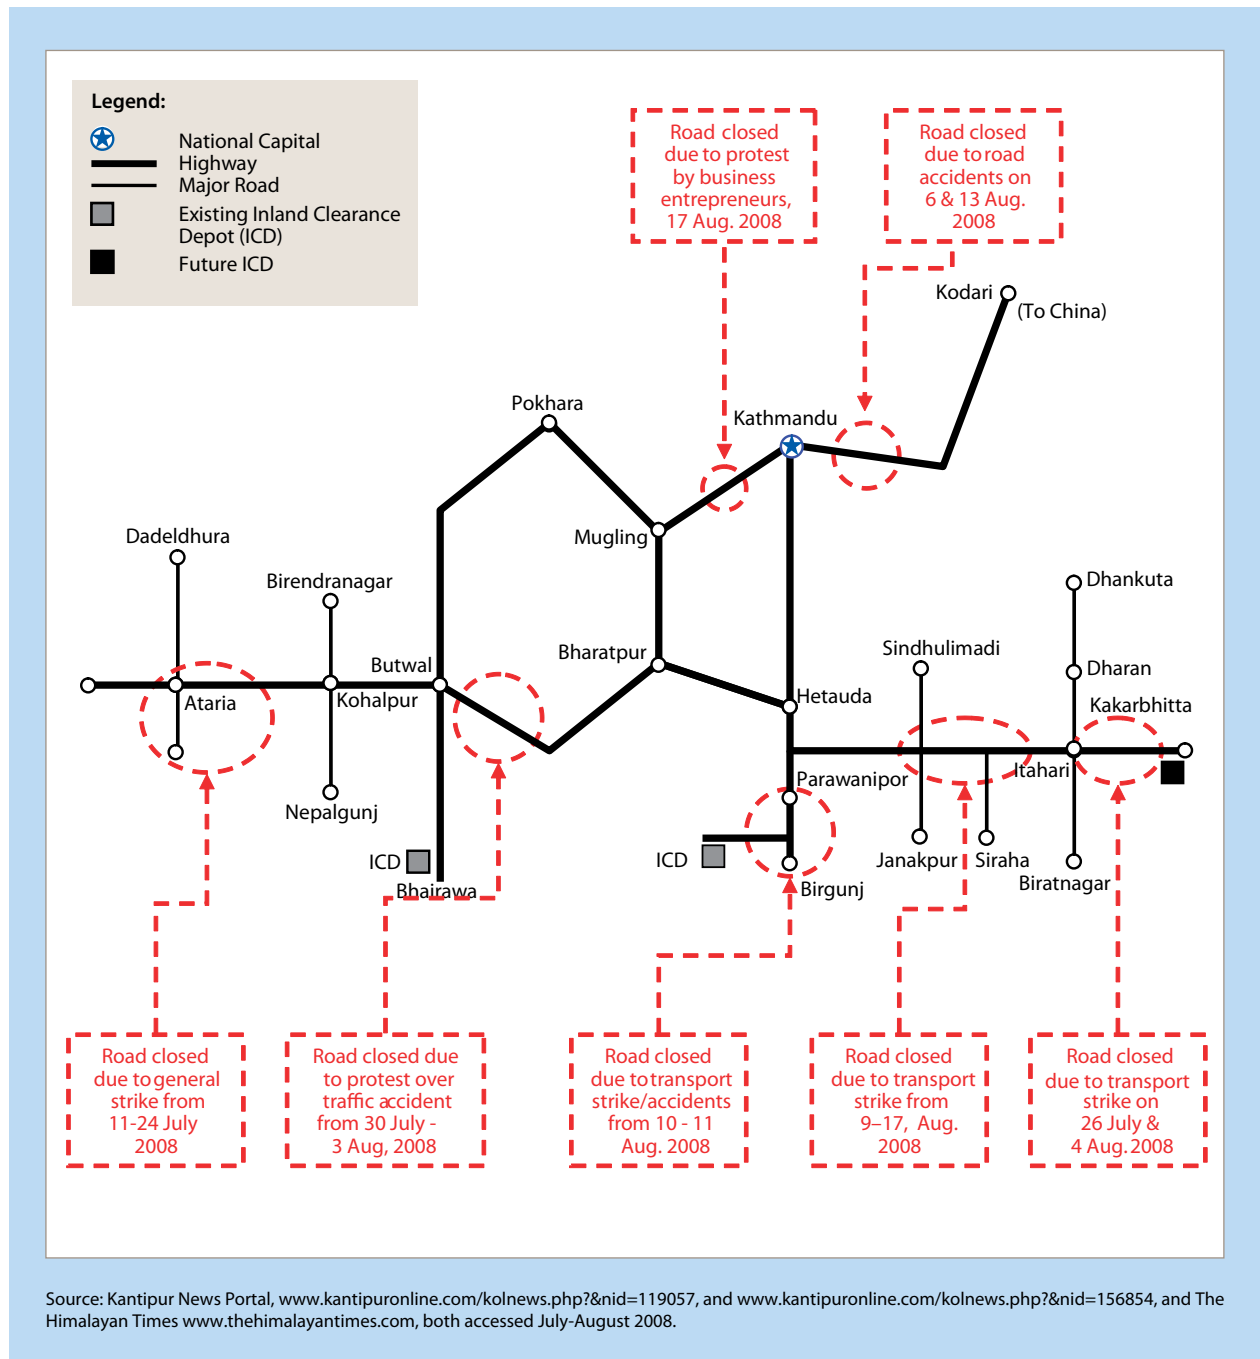 Legend:
National Capital
Highway
Major Road
Existing Inland Clearance
Depot (ICD)
Future ICD
Road closed
due to protest
by business
entrepreneurs,
17 Aug. 2008
Road closed
due to road
accidents on
6 & 13 Aug.
2008
Kodari
(To China)
Pokhara
Kathmandu
Mugling
Dadeldhura
Birendranagar
Dhankuta
Butwal
Bharatpur
Sindhulimadi
Dharan
Ataria
Kohalpur
Hetauda
Kakarbhitta
Itahari
Parawanipor
Nepalgunj
ICD
Bhairawa
ICD
Birgunj
Janakpur
Siraha
Biratnagar
Road closed
due to general
strike from
11-24 July
2008
Road closed due
to protest over
traffic accident
from 30 July -
3 Aug, 2008
Road closed
due to transport
strike/accidents
from 10 - 11
Aug. 2008
Road closed
due to transport
strike from
9–17, Aug.
2008
Road closed
due to transport
strike on
26 July &
4 Aug. 2008
Source: Kantipur News Portal, www.kantipuronline.com/kolnews.php?&nid=119057, and www.kantipuronline.com/kolnews.php?&nid=156854, and The
Himalayan Times www.thehimalayantimes.com, both accessed July-August 2008.